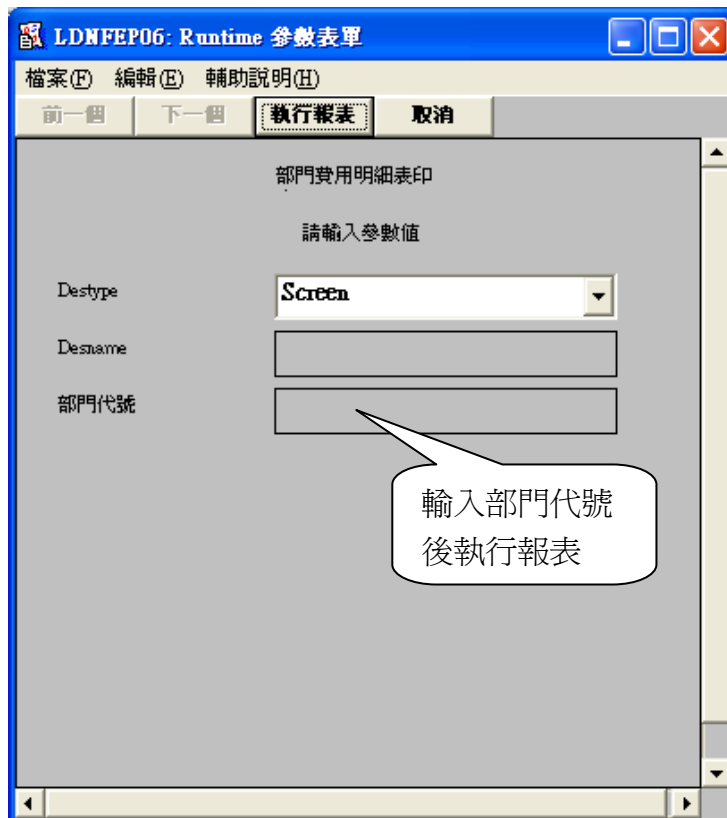 LDNFEP06: Runtime 參數表單
檔案(F) 編輯(E) 輔助說明(H)
前一個 下一個 執行報表 取消
部門費用明細表印
請輸入參數值
Destype Screen
Desname
部門代號
輸入部門代號
後執行報表